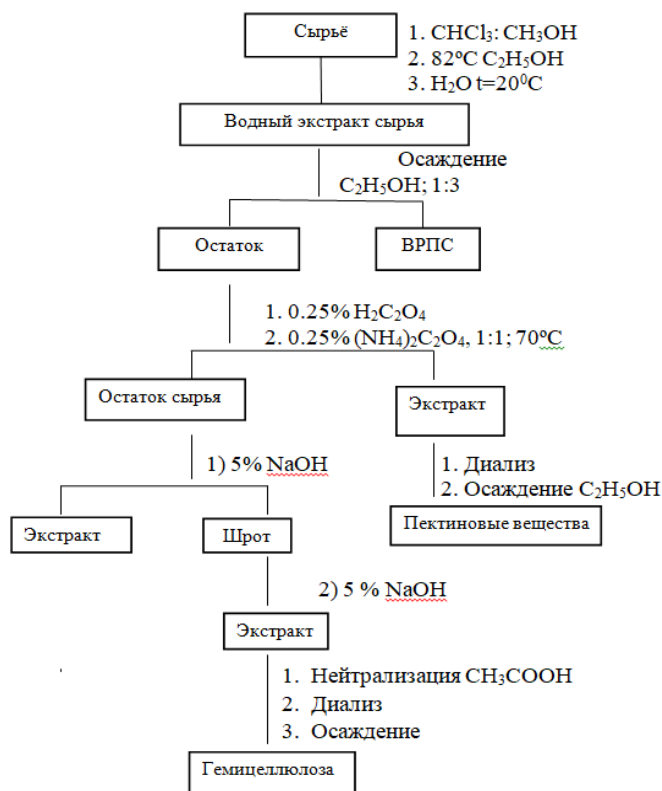 Сырьё
1. CHCl₃: CH₃OH
2. 82ºC C₂H₅OH
3. H₂O t=20⁰C
Водный экстракт сырья
Осаждение
C₂H₅OH; 1:3
Остаток
ВРПС
1. 0.25% H₂C₂O₄
2. 0.25% (NH₄)₂C₂O₄, 1:1; 70ºC
Остаток сырья
Экстракт
1) 5% NaOH
1. Диализ
2. Осаждение C₂H₅OH
Экстракт
Шрот
Пектиновые вещества
2) 5 % NaOH
Экстракт
1. Нейтрализация CH₃COOH
2. Диализ
3. Осаждение
Гемицеллюлоза